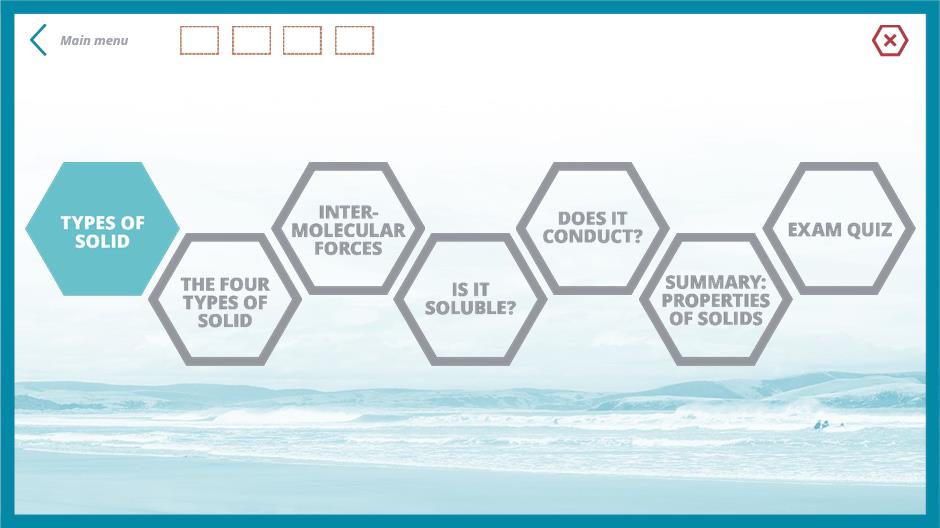 Main menu
TYPES OF
SOLID
THE FOUR
TYPES OF
SOLID
INTER-
MOLECULAR
FORCES
IS IT
SOLUBLE?
DOES IT
CONDUCT?
SUMMARY:
PROPERTIES
OF SOLIDS
EXAM QUIZ